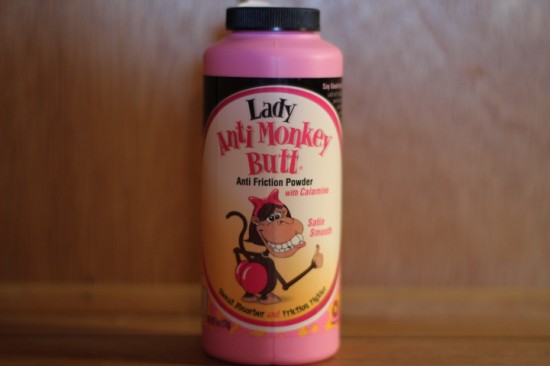 Lady
Anti Monkey
Butt
Anti Friction Powder
with Calamine
Satin
Smooth
Sweat Absorber and Friction Fighter